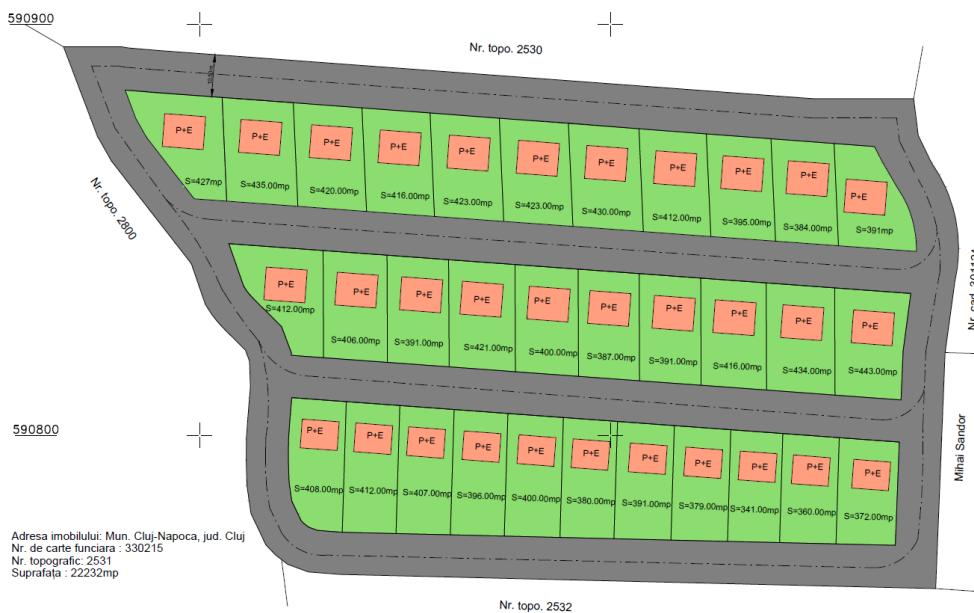 590900
Nr. topo. 2530
Nr. topo. 2800
P+E
P+E
P+E
P+E
P+E
P+E
P+E
P+E
P+E
P+E
P+E
S=427mp
S=435.00mp
S=420.00mp
S=416.00mp
S=423.00mp
S=423.00mp
S=430.00mp
S=412.00mp
S=395.00mp
S=384.00mp
S=391mp
P+E
P+E
P+E
P+E
P+E
P+E
P+E
P+E
P+E
P+E
S=412.00mp
S=406.00mp
S=391.00mp
S=421.00mp
S=400.00mp
S=387.00mp
S=391.00mp
S=416.00mp
S=434.00mp
S=443.00mp
Nr. cad.
590800
P+E
P+E
P+E
P+E
P+E
P+E
P+E
P+E
P+E
P+E
P+E
S=408.00mp
S=412.00mp
S=407.00mp
S=396.00mp
S=400.00mp
S=380.00mp
S=391.00mp
S=379.00mp
S=341.00mp
S=360.00mp
S=372.00mp
Mihai Sandor
Adresa imobilului: Mun. Cluj-Napoca, jud. Cluj
Nr. de carte funciara : 330215
Nr. topografic: 2531
Suprafața : 22232mp
Nr. topo. 2532